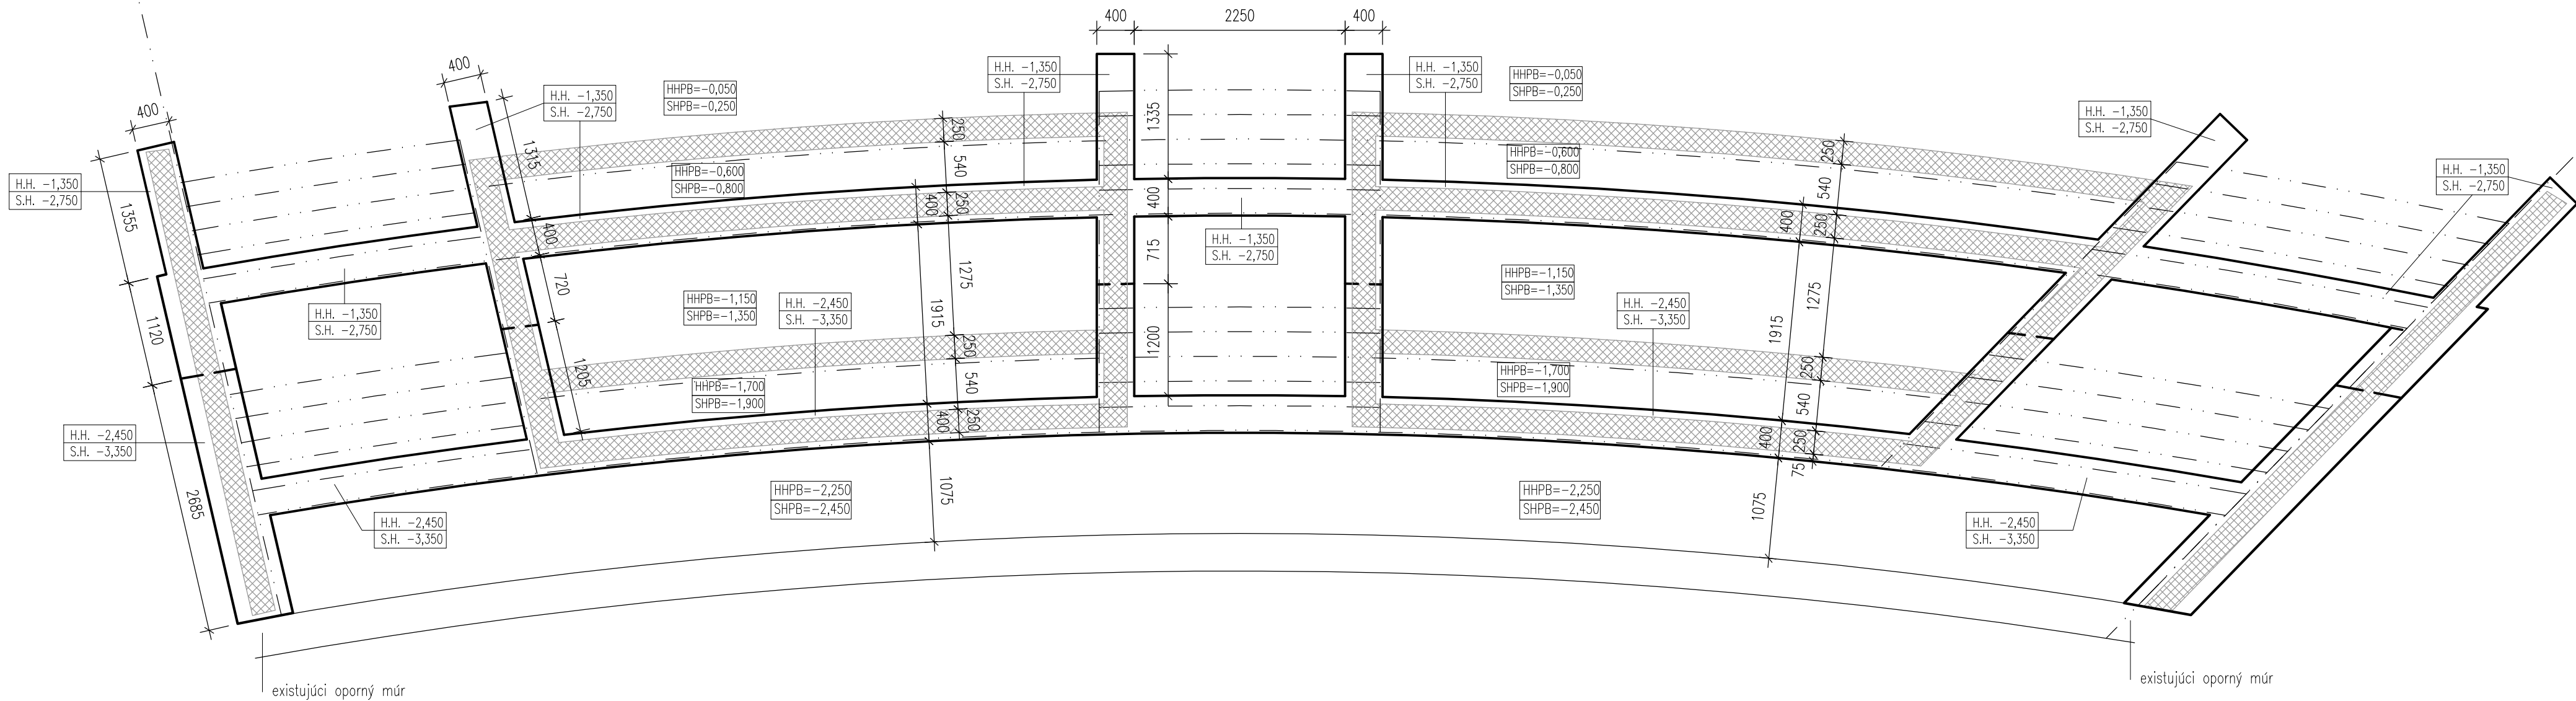 400
2250
400
400
H.H. -1,350
S.H. -2,750
H.H. -1,350
S.H. -2,750
HHPB=-0,050
SHPB=-0,250
HHPB=-0,050
SHPB=-0,250
H.H. -1,350
S.H. -2,750
400
H.H. -1,350
S.H. -2,750
1335
250
250
1315
540
HHPB=-0,600
SHPB=-0,800
HHPB=-0,600
SHPB=-0,800
540
H.H. -1,350
S.H. -2,750
H.H. -1,350
S.H. -2,750
1355
400
250
400
400
250
400
H.H. -1,350
S.H. -2,750
715
720
1275
1275
HHPB=-1,150
SHPB=-1,350
HHPB=-1,150
SHPB=-1,350
H.H. -1,350
S.H. -2,750
H.H. -2,450
S.H. -3,350
H.H. -2,450
S.H. -3,350
1120
1915
1915
1200
250
250
1205
540
HHPB=-1,700
SHPB=-1,900
HHPB=-1,700
SHPB=-1,900
540
H.H. -2,450
S.H. -3,350
400
250
400
250
75
2685
1075
1075
HHPB=-2,250
SHPB=-2,450
HHPB=-2,250
SHPB=-2,450
H.H. -2,450
S.H. -3,350
H.H. -2,450
S.H. -3,350
existujúci oporný múr
existujúci oporný múr